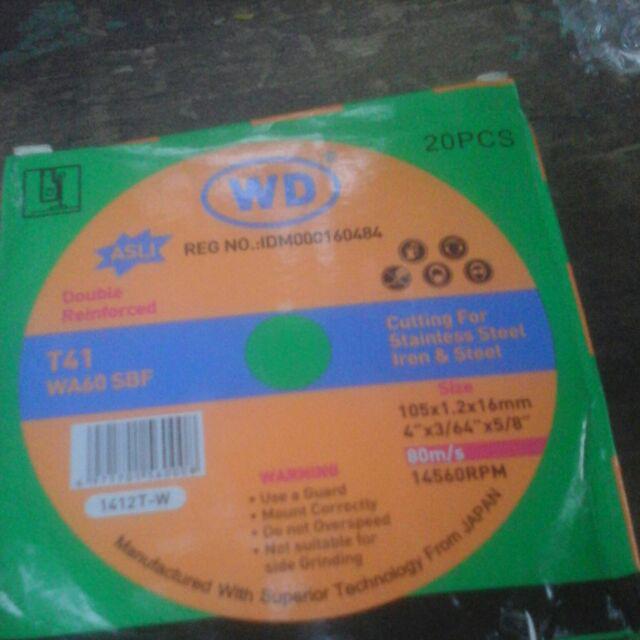 20PCS
WD
REG NO.:IDM000160484
ASLI
Double
Reinforced
T41
WA60 SBF
Cutting For
Stainless Steel
Iron & Steel
Size
105x1.2x16mm
4"x3/64"x5/8"
80m/s
14560RPM
1412T-W
WARNING
• Use a Guard
• Mount Correctly
• Do not Overspeed
• Not suitable for
side Grinding
Manufactured With Superior Technology From JAPAN